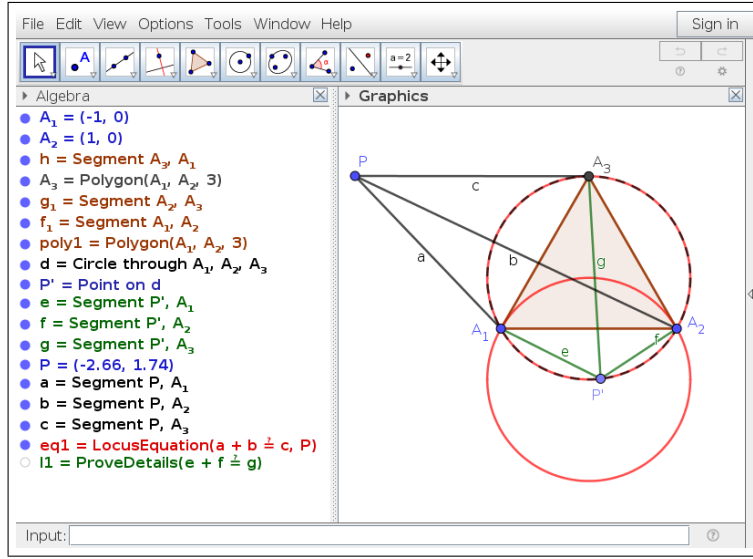 File Edit View Options Tools Window Help Sign in
A α a=2
Algebra
Graphics
A₁ = (-1, 0)
A₂ = (1, 0)
h = Segment A₃, A₁
A₃ = Polygon(A₁, A₂, 3)
g₁ = Segment A₂, A₃
f₁ = Segment A₁, A₂
poly1 = Polygon(A₁, A₂, 3)
d = Circle through A₁, A₂, A₃
P' = Point on d
e = Segment P', A₁
f = Segment P', A₂
g = Segment P', A₃
P = (-2.66, 1.74)
a = Segment P, A₁
b = Segment P, A₂
c = Segment P, A₃
eq1 = LocusEquation(a + b ≟ c, P)
l1 = ProveDetails(e + f ≟ g)
P
A₃
c
a
b
g
A₁
A₂
e
f
P'
Input: